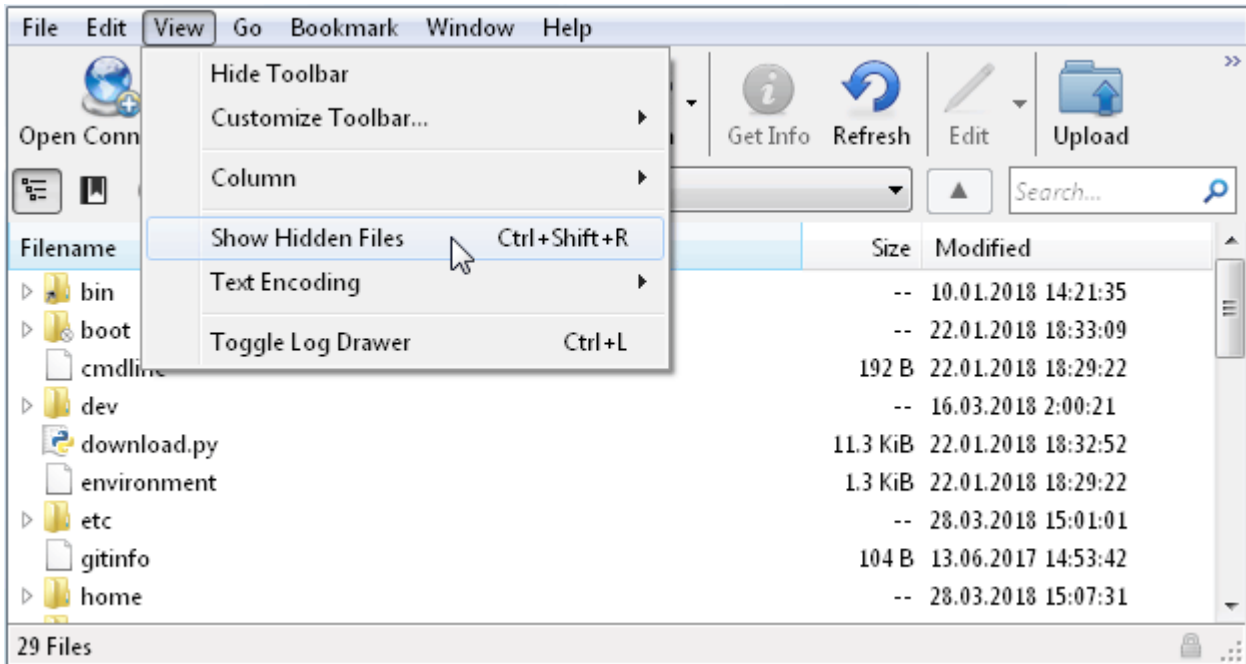 File Edit View Go Bookmark Window Help
Hide Toolbar
Customize Toolbar...
Column
Show Hidden Files Ctrl+Shift+R
Text Encoding
Toggle Log Drawer Ctrl+L
Open Conn Get Info Refresh Edit Upload
Search...
Filename Size Modified
bin -- 10.01.2018 14:21:35
boot -- 22.01.2018 18:33:09
cmdline 192 B 22.01.2018 18:29:22
dev -- 16.03.2018 2:00:21
download.py 11.3 KiB 22.01.2018 18:32:52
environment 1.3 KiB 22.01.2018 18:29:22
etc -- 28.03.2018 15:01:01
gitinfo 104 B 13.06.2017 14:53:42
home -- 28.03.2018 15:07:31
29 Files